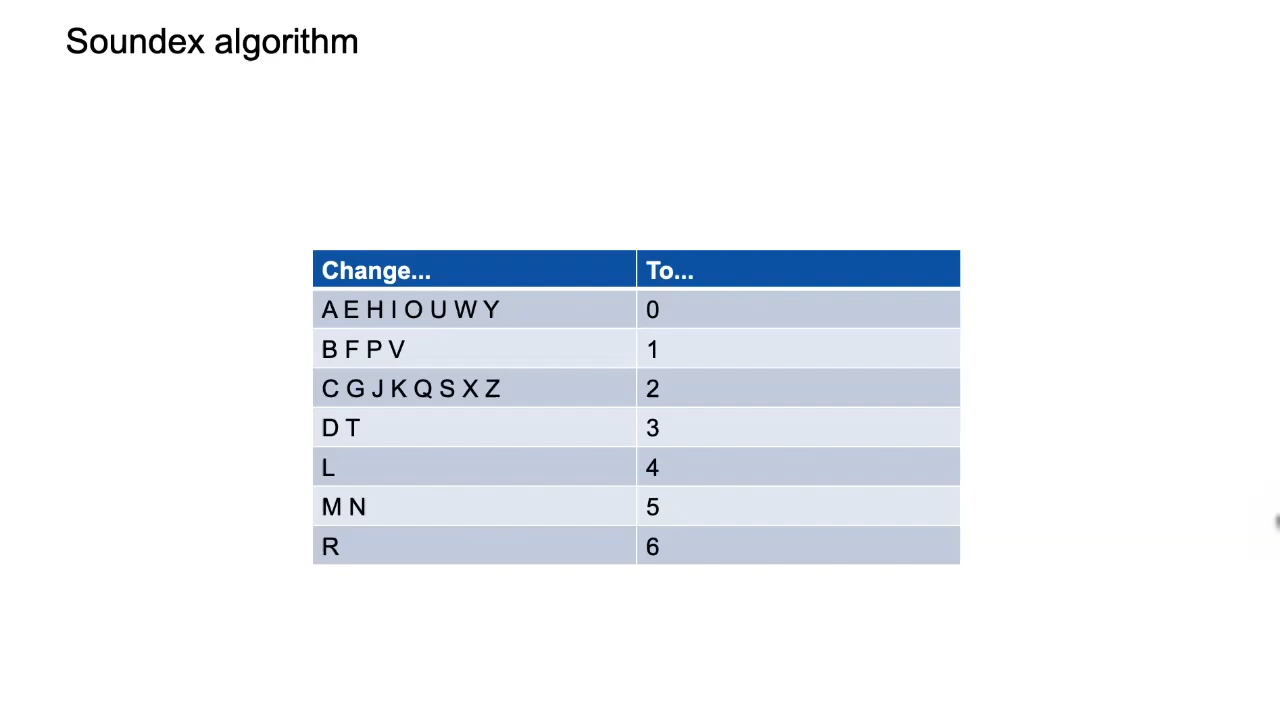 Soundex algorithm
Change... To...
A E H I O U W Y 0
B F P V 1
C G J K Q S X Z 2
D T 3
L 4
M N 5
R 6